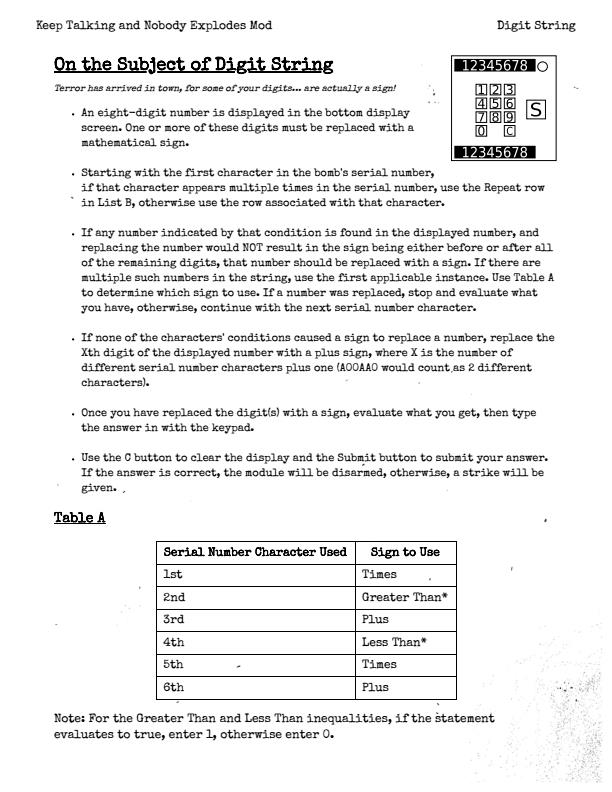 Keep Talking and Nobody Explodes Mod Digit String
On the Subject of Digit String
Terror has arrived in town, for some of your digits... are actually a sign!
12345678
1 2 3
4 5 6
7 8 9
0 C
S
12345678
· An eight-digit number is displayed in the bottom display
screen. One or more of these digits must be replaced with a
mathematical sign.
· Starting with the first character in the bomb's serial number,
if that character appears multiple times in the serial number, use the Repeat row
in List B, otherwise use the row associated with that character.
· If any number indicated by that condition is found in the displayed number, and
replacing the number would NOT result in the sign being either before or after all
of the remaining digits, that number should be replaced with a sign. If there are
multiple such numbers in the string, use the first applicable instance. Use Table A
to determine which sign to use. If a number was replaced, stop and evaluate what
you have, otherwise, continue with the next serial number character.
· If none of the characters' conditions caused a sign to replace a number, replace the
Xth digit of the displayed number with a plus sign, where X is the number of
different serial number characters plus one (A00AA0 would count as 2 different
characters).
· Once you have replaced the digit(s) with a sign, evaluate what you get, then type
the answer in with the keypad.
· Use the C button to clear the display and the Submit button to submit your answer.
If the answer is correct, the module will be disarmed, otherwise, a strike will be
given.
Table A
Serial Number Character Used Sign to Use
1st Times
2nd Greater Than*
3rd Plus
4th Less Than*
5th Times
6th Plus
Note: For the Greater Than and Less Than inequalities, if the statement
evaluates to true, enter 1, otherwise enter 0.